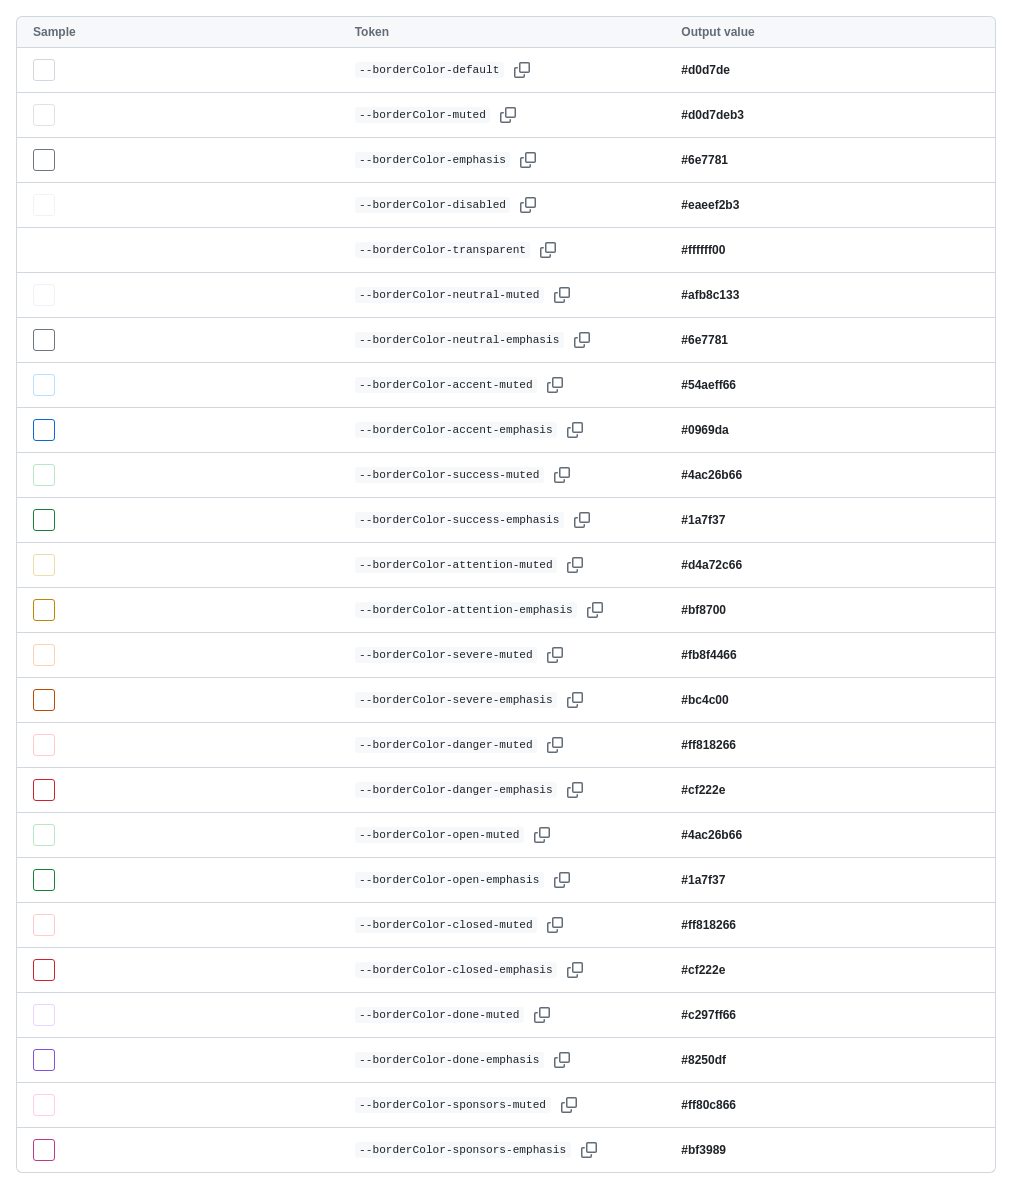 Sample Token Output value
--borderColor-default #d0d7de
--borderColor-muted #d0d7deb3
--borderColor-emphasis #6e7781
--borderColor-disabled #eaeef2b3
--borderColor-transparent #ffffff00
--borderColor-neutral-muted #afb8c133
--borderColor-neutral-emphasis #6e7781
--borderColor-accent-muted #54aeff66
--borderColor-accent-emphasis #0969da
--borderColor-success-muted #4ac26b66
--borderColor-success-emphasis #1a7f37
--borderColor-attention-muted #d4a72c66
--borderColor-attention-emphasis #bf8700
--borderColor-severe-muted #fb8f4466
--borderColor-severe-emphasis #bc4c00
--borderColor-danger-muted #ff818266
--borderColor-danger-emphasis #cf222e
--borderColor-open-muted #4ac26b66
--borderColor-open-emphasis #1a7f37
--borderColor-closed-muted #ff818266
--borderColor-closed-emphasis #cf222e
--borderColor-done-muted #c297ff66
--borderColor-done-emphasis #8250df
--borderColor-sponsors-muted #ff80c866
--borderColor-sponsors-emphasis #bf3989